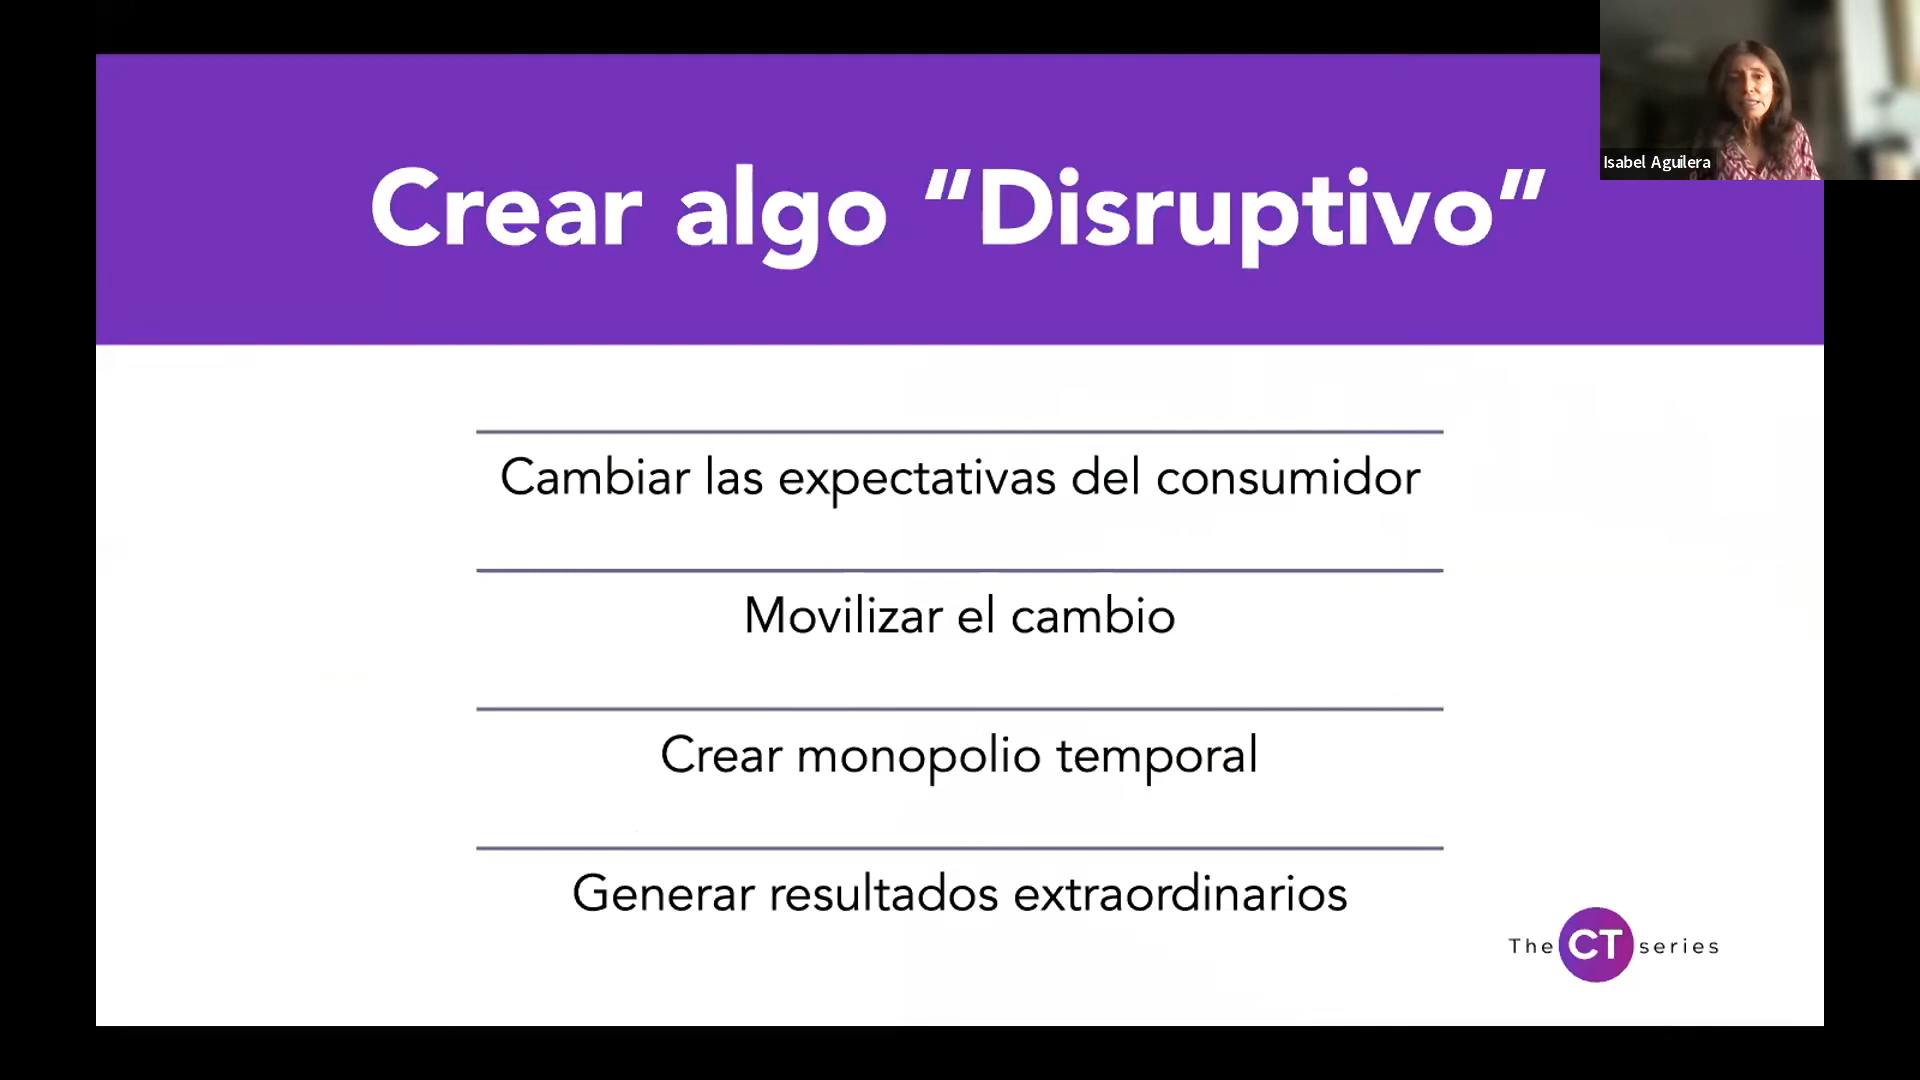 Isabel Aguilera
Crear algo “Disruptivo”
Cambiar las expectativas del consumidor
Movilizar el cambio
Crear monopolio temporal
Generar resultados extraordinarios
The CT series